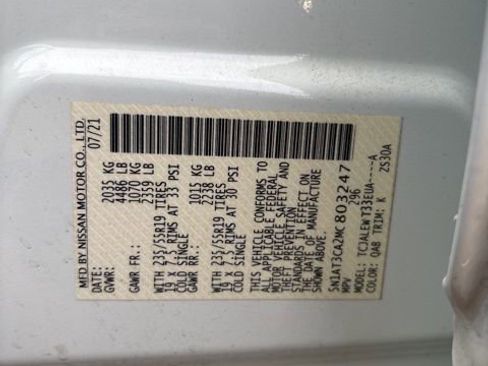 MFD BY NISSAN MOTOR CO., LTD.
DATE: 07/21
GVWR: 2035 KG
4486 LB
GAWR FR.: 1070 KG
2359 LB
WITH 235/55R19 TIRES
19 X 7.5 RIMS AT 33 PSI
COLD SINGLE
GAWR RR.: 1015 KG
2238 LB
WITH 235/55R19 TIRES
19 X 7.5 RIMS AT 30 PSI
COLD SINGLE
THIS VEHICLE CONFORMS TO
ALL APPLICABLE FEDERAL
MOTOR VEHICLE SAFETY AND
THEFT PREVENTION
STANDARDS IN EFFECT ON
THE DATE OF MANUFACTURE
SHOWN ABOVE.
5N1AT3CA2MC803247
MPV 296
MODEL: TCJALEWY33EUA----A
COLOR: QAB TRIM: K ZS30A